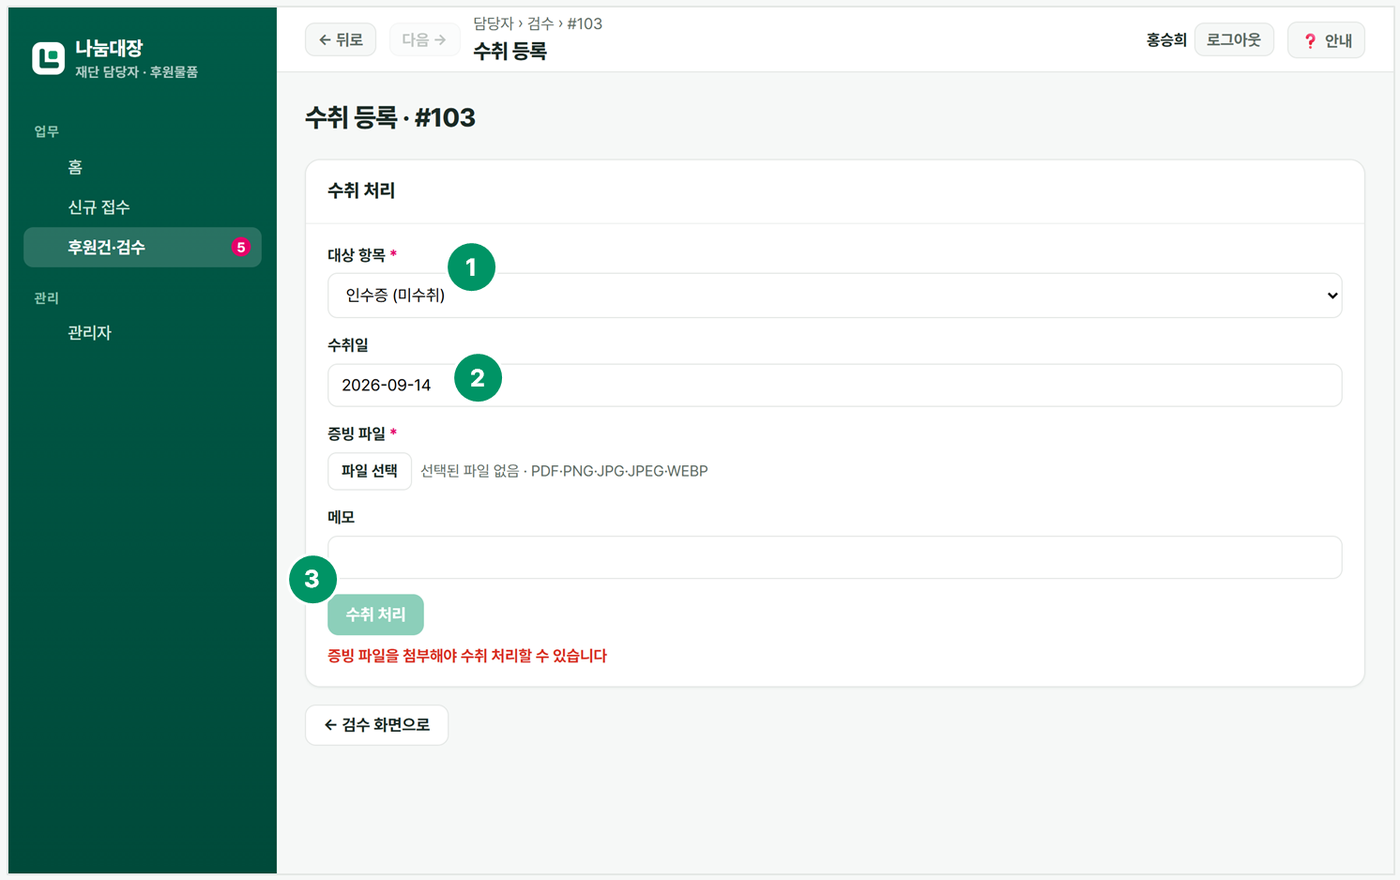 나눔대장
재단 담당자 · 후원물품
업무
홈
신규 접수
후원건·검수 5
관리
관리자
← 뒤로
다음 →
담당자 › 검수 › #103
수취 등록
홍승희
로그아웃
❓ 안내
수취 등록 · #103
수취 처리
대상 항목 *
1
인수증 (미수취)
수취일
2026-09-14
2
증빙 파일 *
파일 선택 선택된 파일 없음 · PDF·PNG·JPG·JPEG·WEBP
메모
3
수취 처리
증빙 파일을 첨부해야 수취 처리할 수 있습니다
← 검수 화면으로